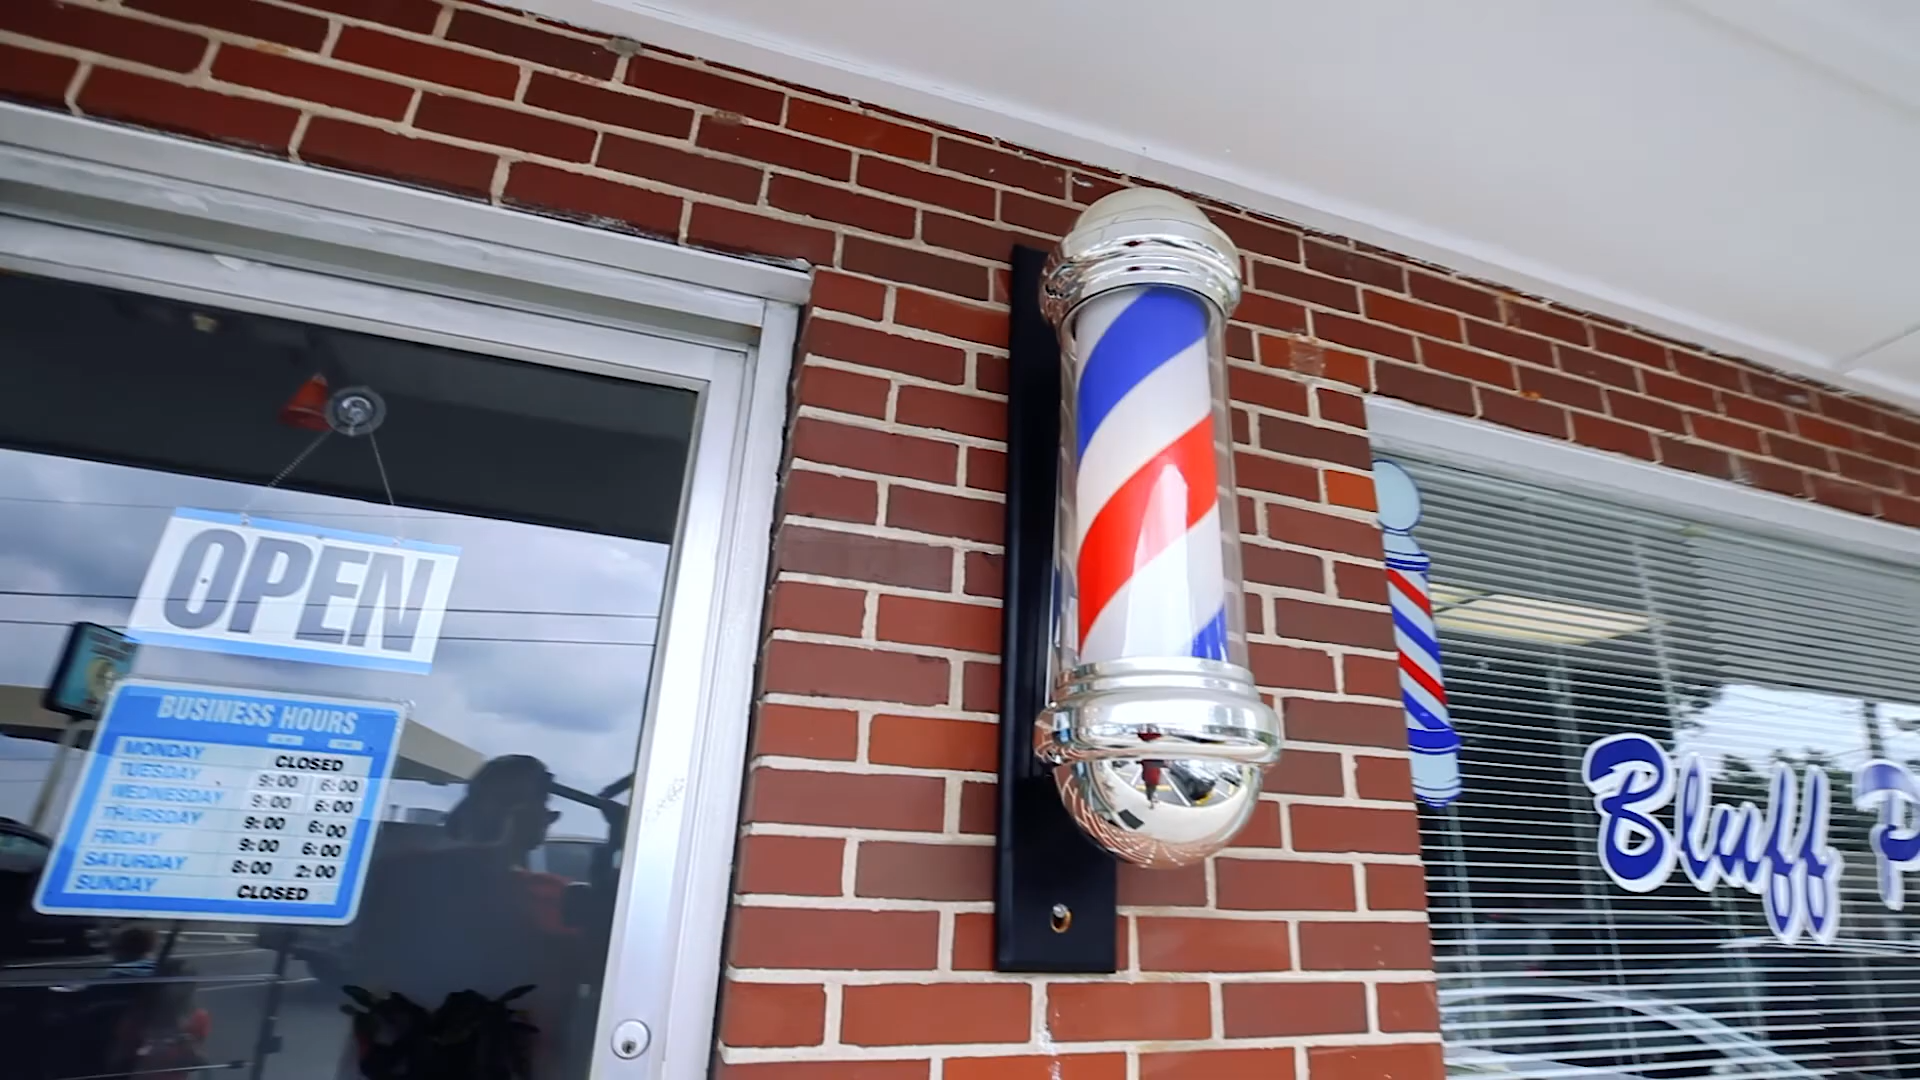 OPEN
BUSINESS HOURS
MONDAY CLOSED
TUESDAY 9:00 6:00
WEDNESDAY 9:00 6:00
THURSDAY 9:00 6:00
FRIDAY 9:00 6:00
SATURDAY 8:00 2:00
SUNDAY CLOSED
Bluff P